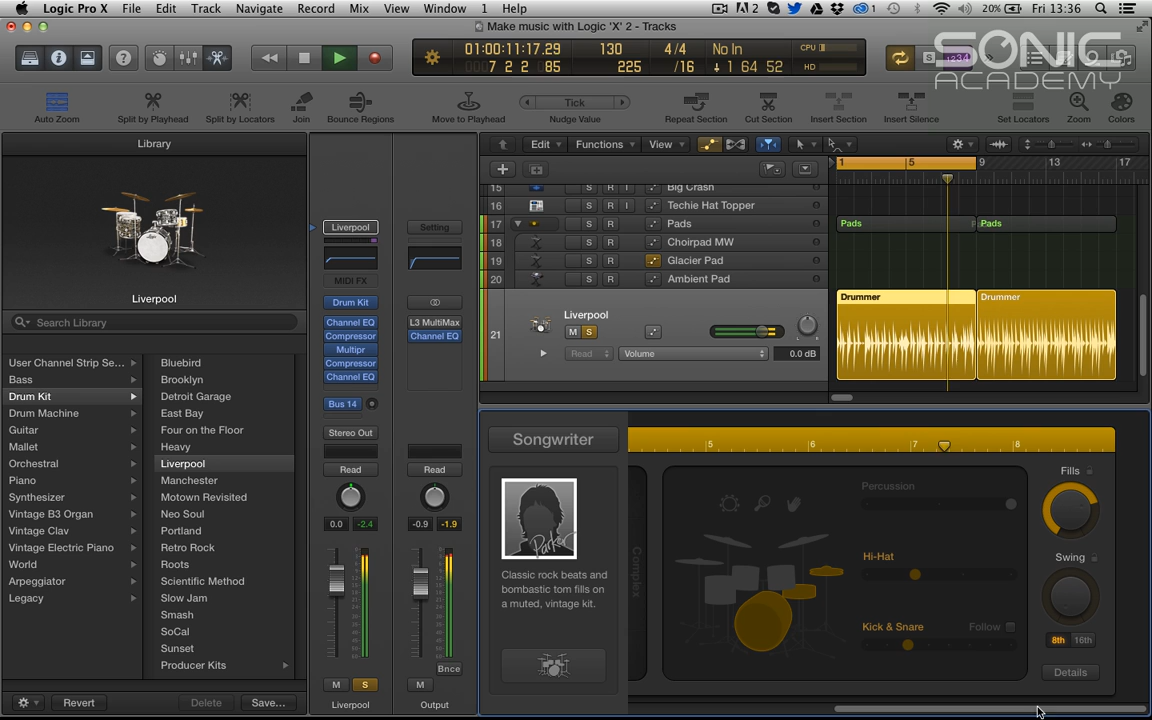 Logic Pro X File Edit Track Navigate Record Mix View Window 1 Help 2 20% Fri 13:36
Make music with Logic 'X' 2 - Tracks
01:00:11:17.29 130 4/4 No In CPU
0007 2 2 085 225 /16 1 64 52 HD
S 1234
SONIC
ACADEMY
Auto Zoom Split by Playhead Split by Locators Join Bounce Regions Move to Playhead Tick Nudge Value Repeat Section Cut Section Insert Section Insert Silence Set Locators Zoom Colors
Library
Edit Functions View
1 5 9 13 17
15 S R I Big Crash
16 S R I Techie Hat Topper
17 S R Pads Pads Pads
18 S R Choirpad MW
19 S R Glacier Pad
20 S R Ambient Pad
21 Liverpool Drummer Drummer
M S
Read Volume 0.0 dB
Liverpool
Search Library
User Channel Strip Se...
Bass
Drum Kit
Drum Machine
Guitar
Mallet
Orchestral
Piano
Synthesizer
Vintage B3 Organ
Vintage Clav
Vintage Electric Piano
World
Arpeggiator
Legacy
Bluebird
Brooklyn
Detroit Garage
East Bay
Four on the Floor
Heavy
Liverpool
Manchester
Motown Revisited
Neo Soul
Portland
Retro Rock
Roots
Scientific Method
Slow Jam
Smash
SoCal
Sunset
Producer Kits
Revert Delete Save...
Liverpool Setting
MIDI FX
Drum Kit
Channel EQ L3 MultiMax
Compressor Channel EQ
Multipr
Compressor
Channel EQ
Bus 14
Stereo Out
Read Read
0.0 -2.4 -0.9 -1.9
Bnce
M S M
Liverpool Output
Songwriter
5 6 7 8
Parker
Classic rock beats and
bombastic tom fills on
a muted, vintage kit.
Complex
Percussion
Hi-Hat
Kick & Snare Follow
Fills
Swing
8th 16th
Details